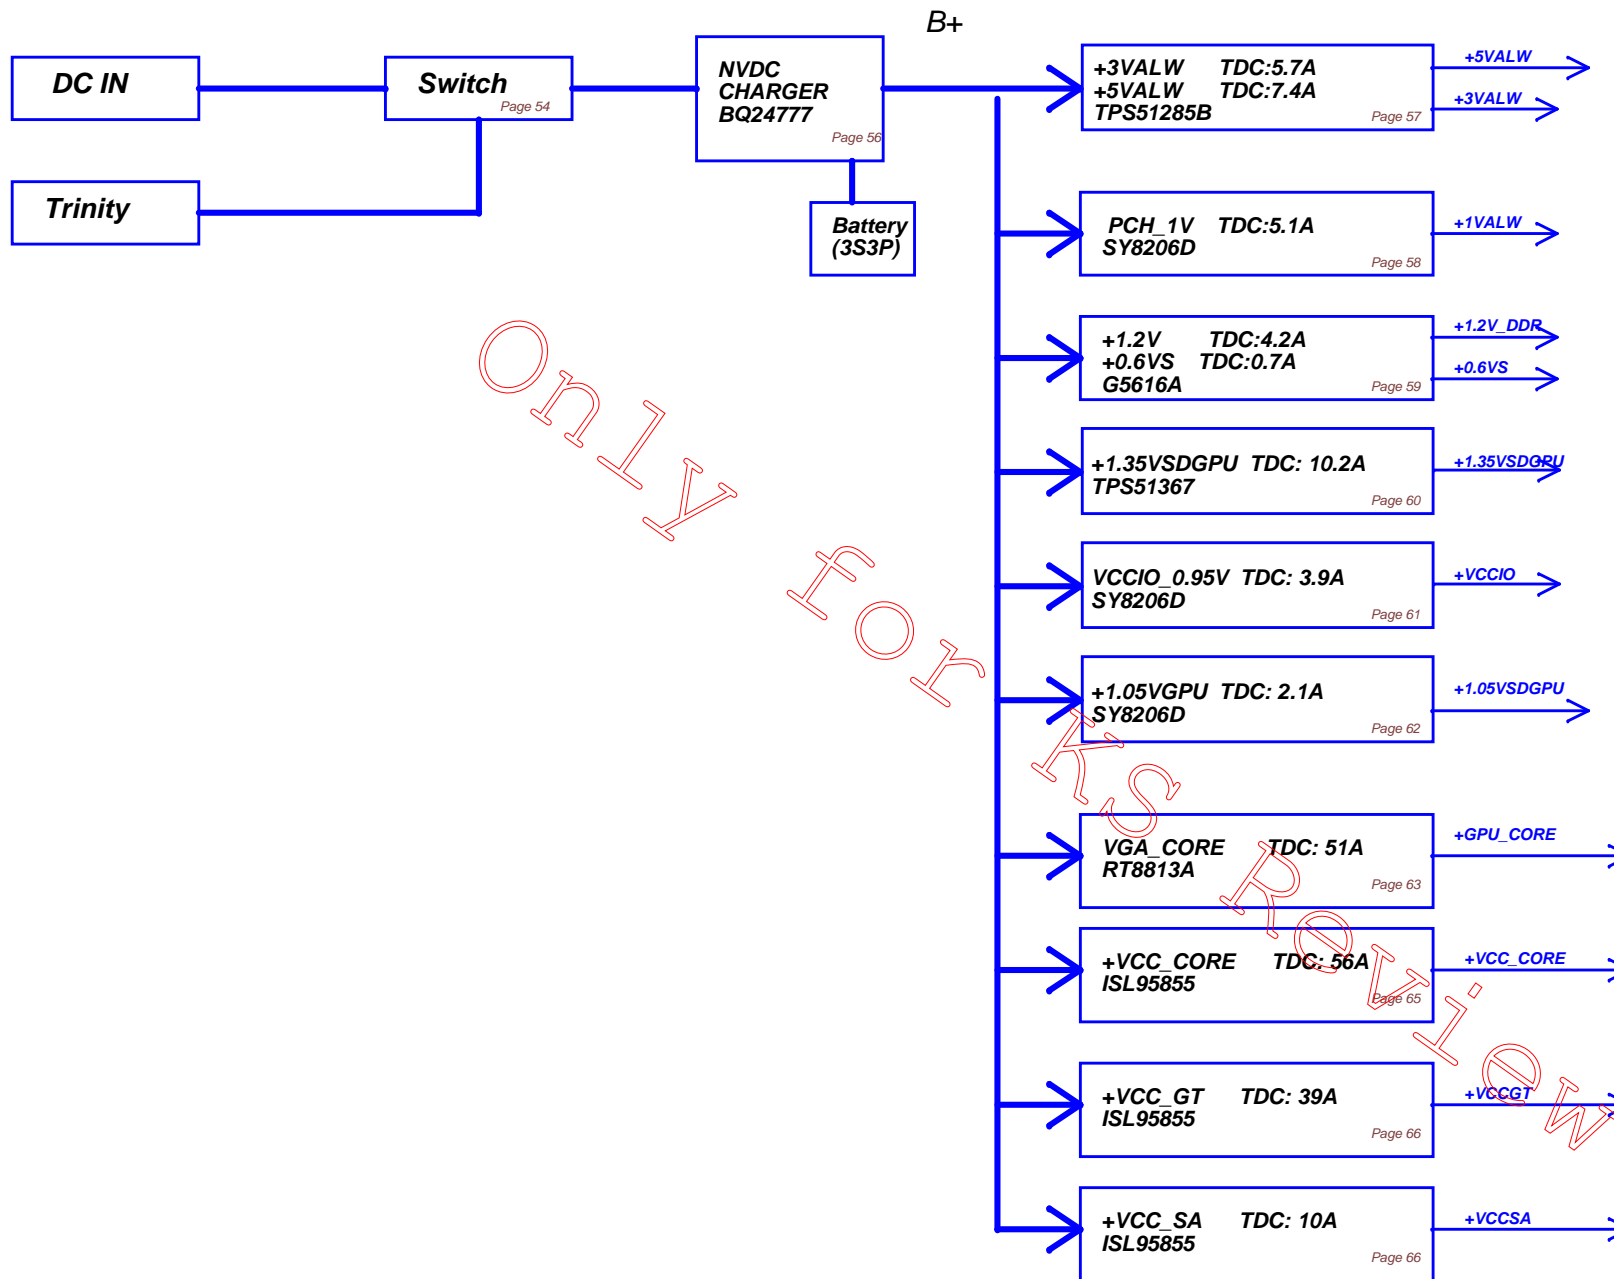 B+
DC IN
Switch
Page 54
Trinity
NVDC
CHARGER
BQ24777
Page 56
Battery
(3S3P)
+3VALW TDC:5.7A
+5VALW TDC:7.4A
TPS51285B
Page 57
+5VALW
+3VALW
PCH_1V TDC:5.1A
SY8206D
Page 58
+1VALW
+1.2V TDC:4.2A
+0.6VS TDC:0.7A
G5616A
Page 59
+1.2V_DDR
+0.6VS
+1.35VSDGPU TDC: 10.2A
TPS51367
Page 60
+1.35VSDGPU
VCCIO_0.95V TDC: 3.9A
SY8206D
Page 61
+VCCIO
+1.05VGPU TDC: 2.1A
SY8206D
Page 62
+1.05VSDGPU
VGA_CORE TDC: 51A
RT8813A
Page 63
+GPU_CORE
+VCC_CORE TDC: 56A
ISL95855
Page 65
+VCC_CORE
+VCC_GT TDC: 39A
ISL95855
Page 66
+VCCGT
+VCC_SA TDC: 10A
ISL95855
Page 66
+VCCSA
Only for KS Review